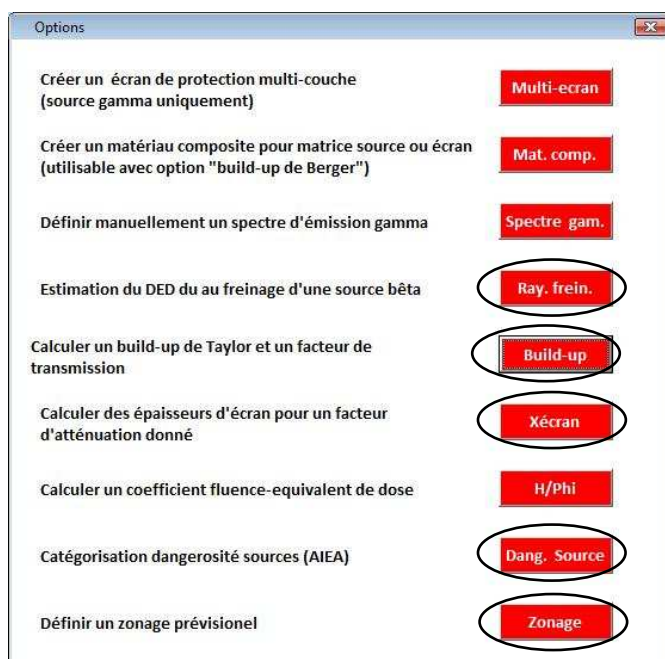 Options
Créer un écran de protection multi-couche
(source gamma uniquement)
Multi-ecran
Créer un matériau composite pour matrice source ou écran
(utilisable avec option "build-up de Berger")
Mat. comp.
Définir manuellement un spectre d'émission gamma
Spectre gam.
Estimation du DED du au freinage d'une source bêta
Ray. frein.
Calculer un build-up de Taylor et un facteur de
transmission
Build-up
Calculer des épaisseurs d'écran pour un facteur
d'atténuation donné
Xécran
Calculer un coefficient fluence-equivalent de dose
H/Phi
Catégorisation dangerosité sources (AIEA)
Dang. Source
Définir un zonage prévisionel
Zonage